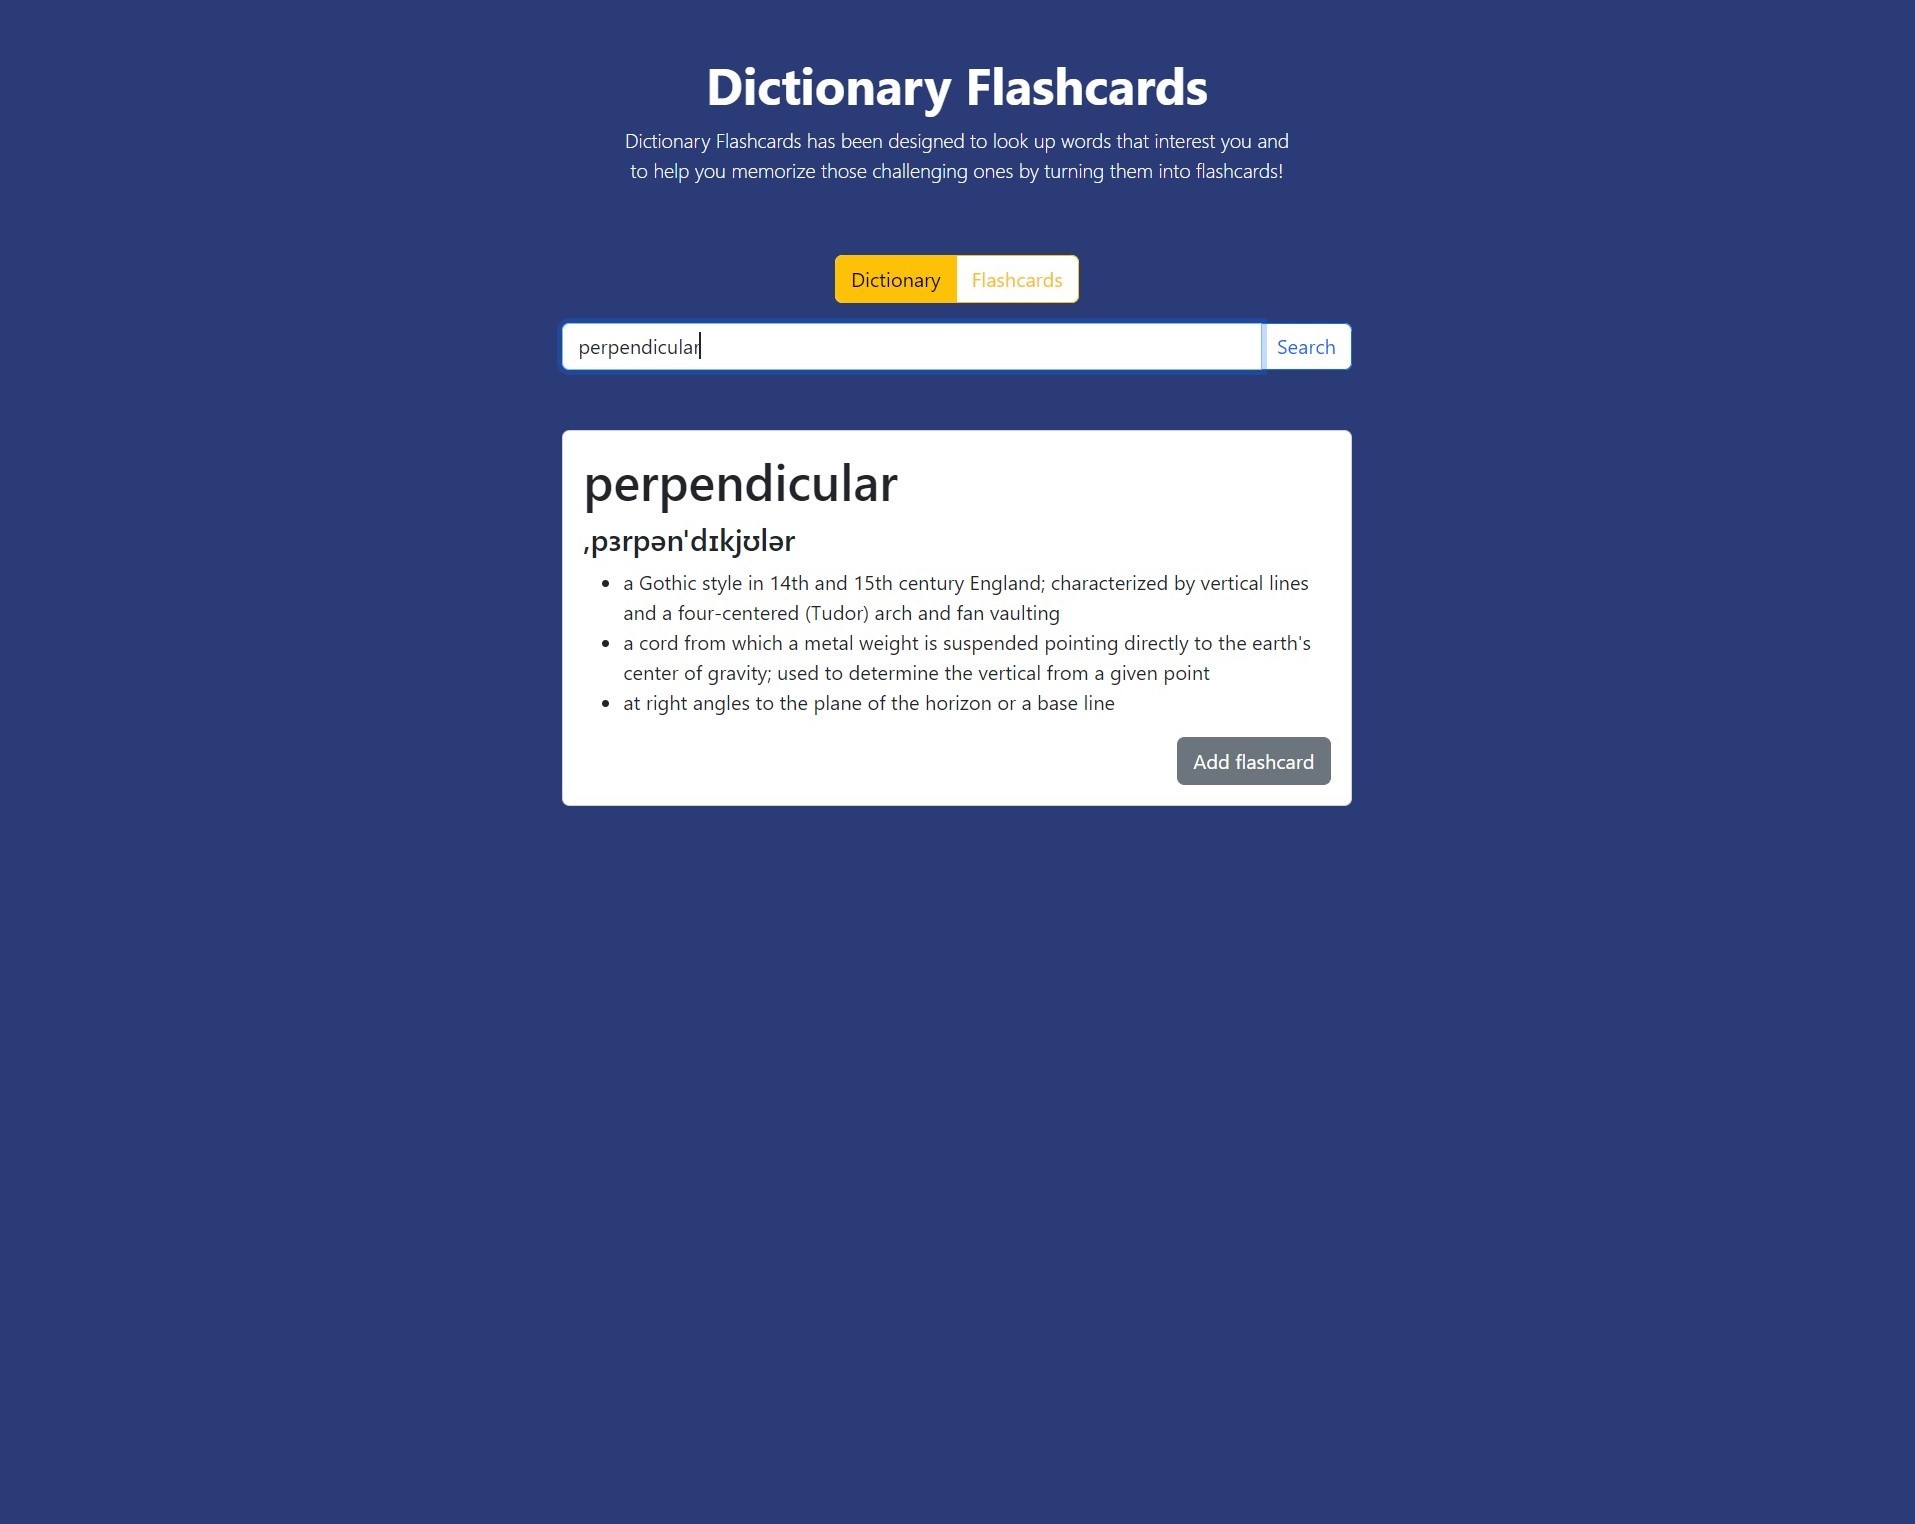 Dictionary Flashcards
Dictionary Flashcards has been designed to look up words that interest you and
to help you memorize those challenging ones by turning them into flashcards!
Dictionary Flashcards
perpendicular Search
perpendicular
,pɜrpən'dɪkjʊlər
• a Gothic style in 14th and 15th century England; characterized by vertical lines
and a four-centered (Tudor) arch and fan vaulting
• a cord from which a metal weight is suspended pointing directly to the earth's
center of gravity; used to determine the vertical from a given point
• at right angles to the plane of the horizon or a base line
Add flashcard